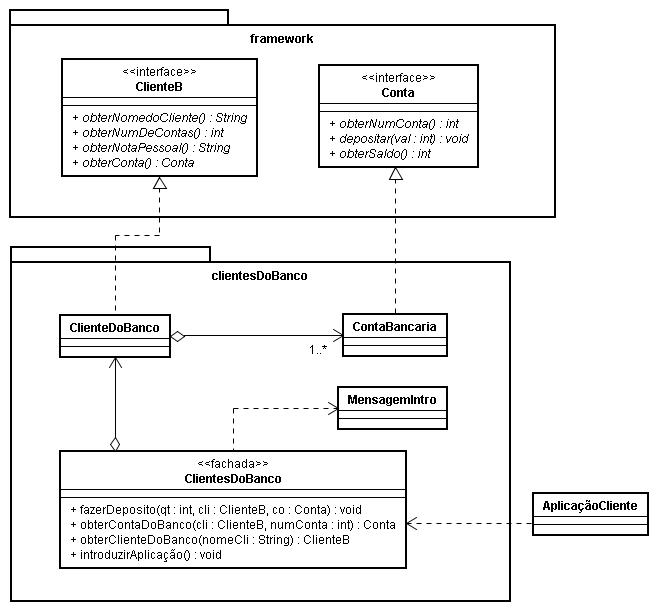 framework
<<interface>>
ClienteB
+ obterNomedoCliente() : String
+ obterNumDeContas() : int
+ obterNotaPessoal() : String
+ obterConta() : Conta
<<interface>>
Conta
+ obterNumConta() : int
+ depositar(val : int) : void
+ obterSaldo() : int
clientesDoBanco
ClienteDoBanco
1..*
ContaBancaria
MensagemIntro
<<fachada>>
ClientesDoBanco
+ fazerDeposito(qt : int, cli : ClienteB, co : Conta) : void
+ obterContaDoBanco(cli : ClienteB, numConta : int) : Conta
+ obterClienteDoBanco(nomeCli : String) : ClienteB
+ introduzirAplicação() : void
AplicaçãoCliente